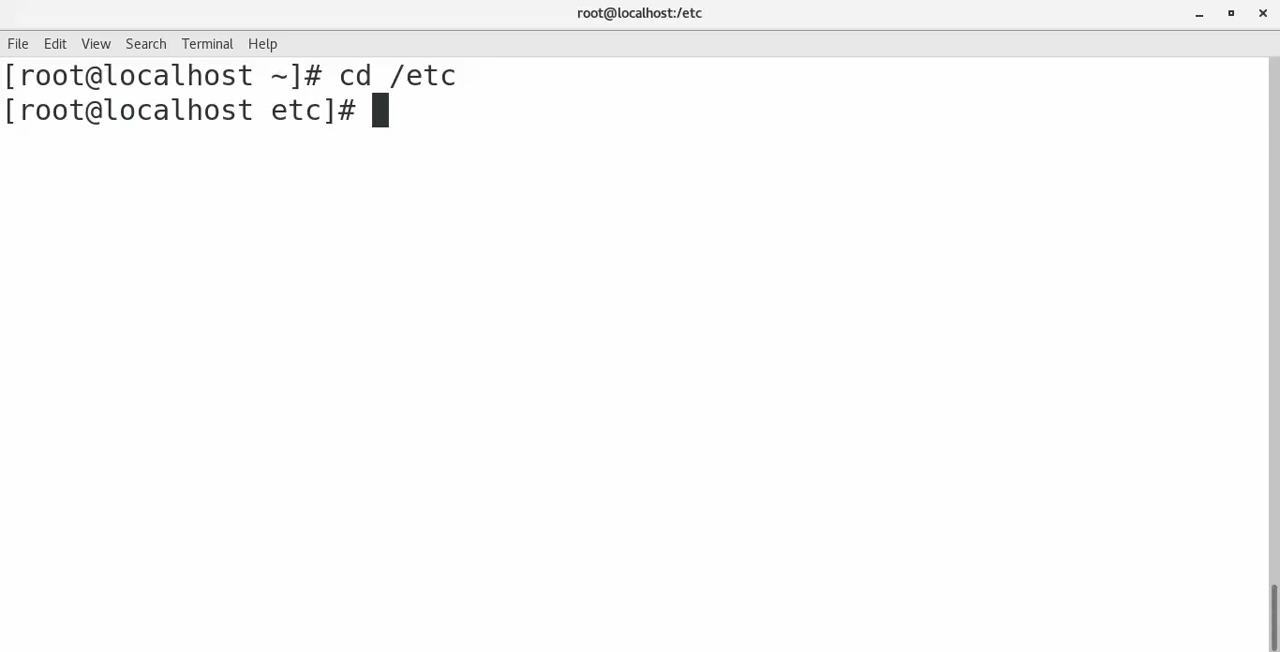 root@localhost:/etc
File Edit View Search Terminal Help
[root@localhost ~]# cd /etc
[root@localhost etc]#